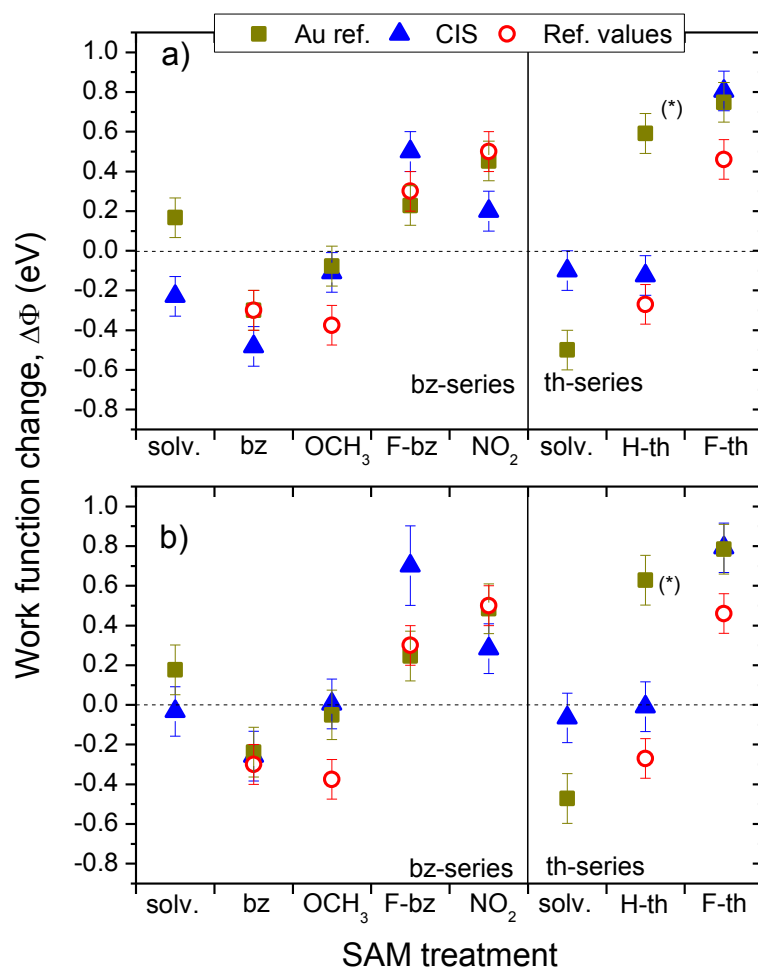 Au ref. CIS Ref. values
a)
1.0
0.8
0.6
0.4
0.2
0.0
-0.2
-0.4
-0.6
-0.8
(*)
bz-series th-series
solv. bz OCH₃ F-bz NO₂ solv. H-th F-th
b)
1.0
0.8
0.6
0.4
0.2
0.0
-0.2
-0.4
-0.6
-0.8
(*)
bz-series th-series
solv. bz OCH₃ F-bz NO₂ solv. H-th F-th
Work function change, ΔΦ (eV)
SAM treatment